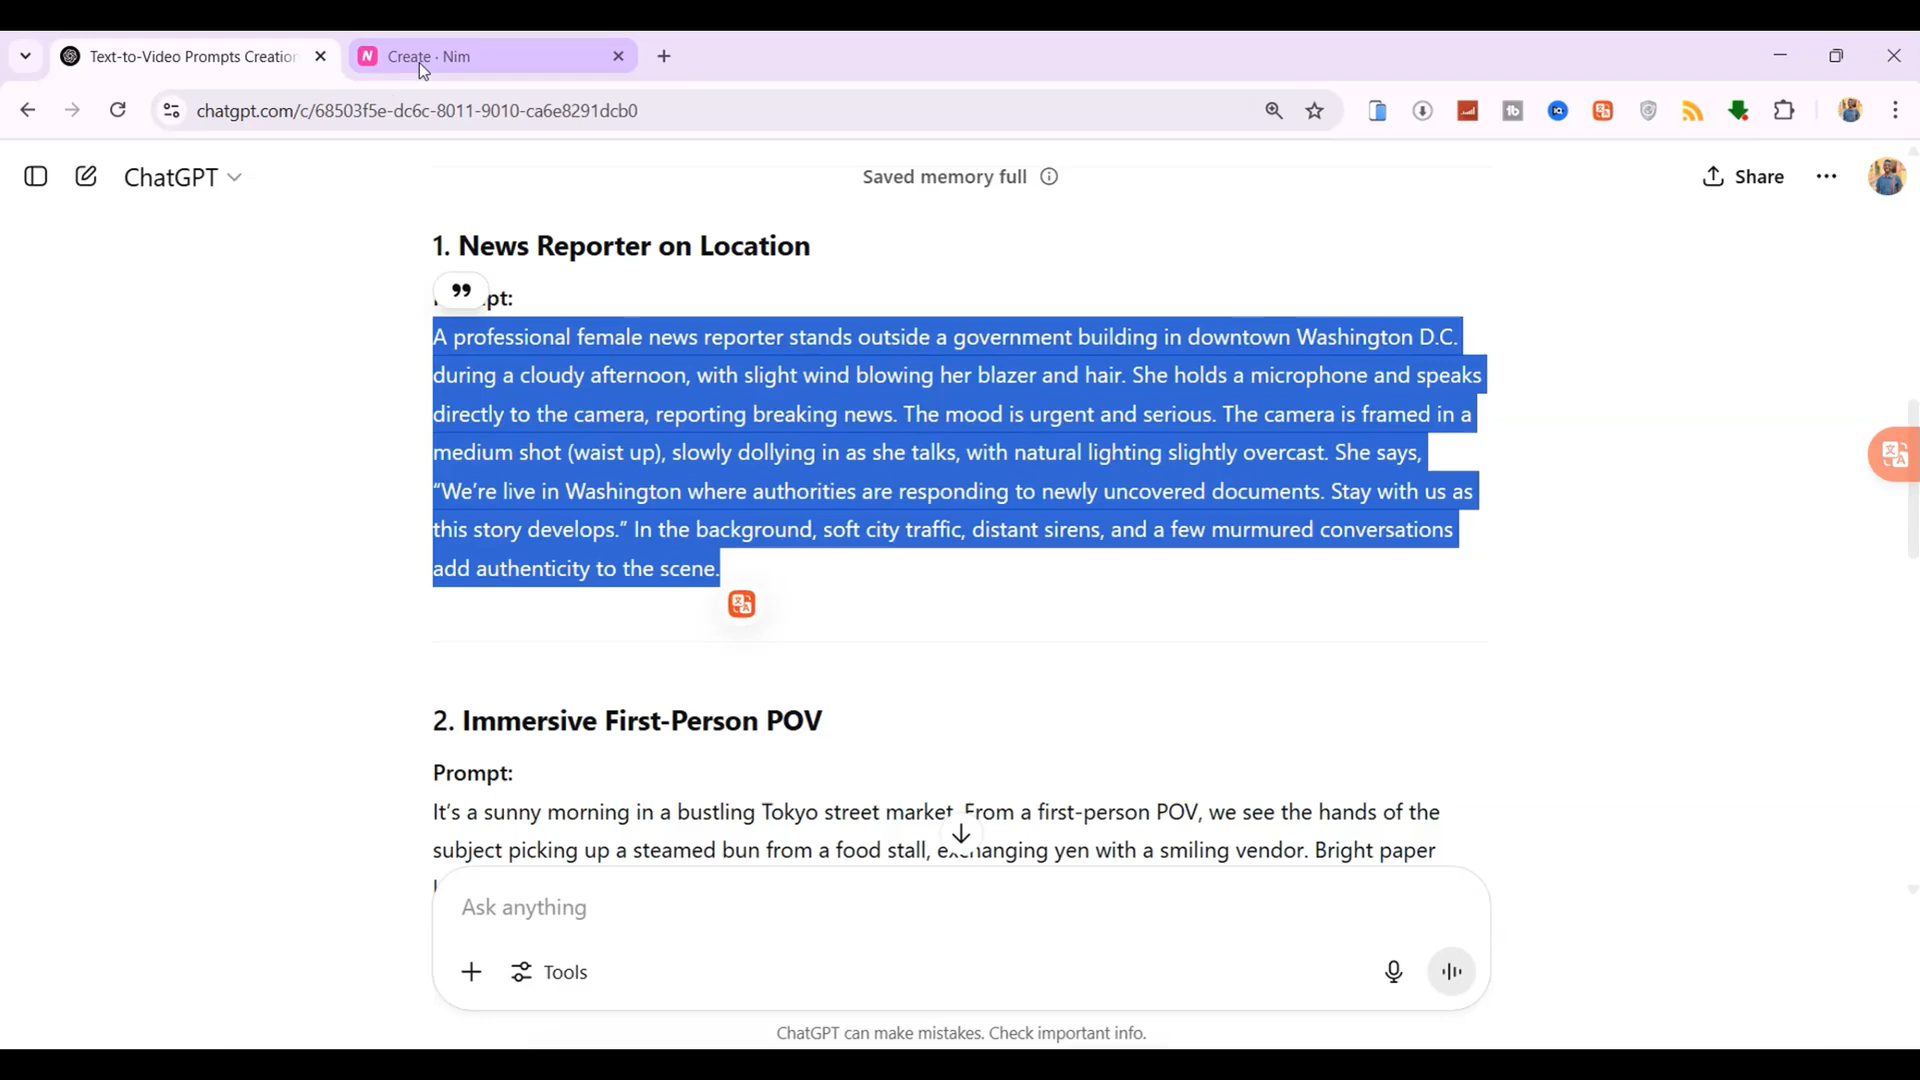 Text-to-Video Prompts Creation
Create · Nim
chatgpt.com/c/68503f5e-dc6c-8011-9010-ca6e8291dcb0
ChatGPT
Saved memory full
Share
1. News Reporter on Location
pt:
A professional female news reporter stands outside a government building in downtown Washington D.C.
during a cloudy afternoon, with slight wind blowing her blazer and hair. She holds a microphone and speaks
directly to the camera, reporting breaking news. The mood is urgent and serious. The camera is framed in a
medium shot (waist up), slowly dollying in as she talks, with natural lighting slightly overcast. She says,
“We’re live in Washington where authorities are responding to newly uncovered documents. Stay with us as
this story develops.” In the background, soft city traffic, distant sirens, and a few murmured conversations
add authenticity to the scene.
2. Immersive First-Person POV
Prompt:
It’s a sunny morning in a bustling Tokyo street market. From a first-person POV, we see the hands of the
subject picking up a steamed bun from a food stall, exchanging yen with a smiling vendor. Bright paper
Ask anything
Tools
ChatGPT can make mistakes. Check important info.